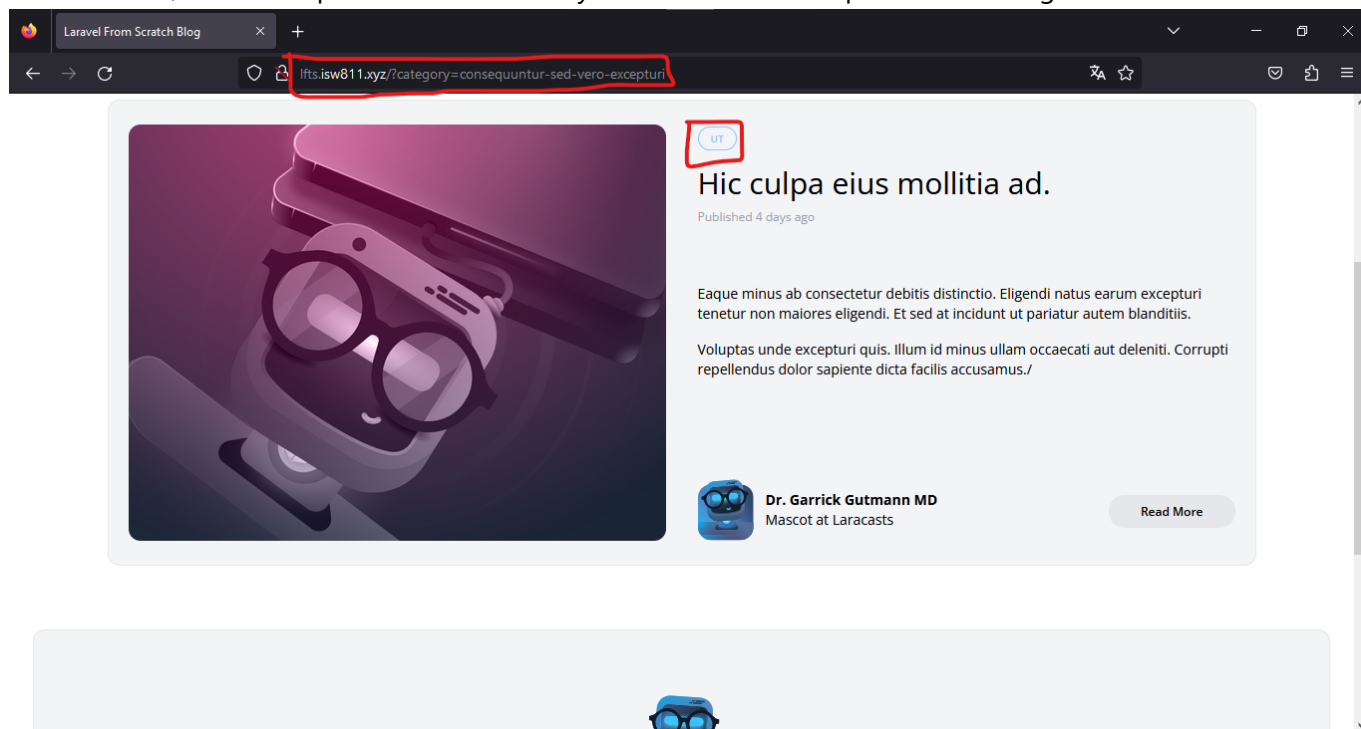 Laravel From Scratch Blog
lfts.isw811.xyz/?category=consequuntur-sed-vero-excepturi
UT
Hic culpa eius mollitia ad.
Published 4 days ago
Eaque minus ab consectetur debitis distinctio. Eligendi natus earum excepturi
tenetur non maiores eligendi. Et sed at incidunt ut pariatur autem blanditiis.
Voluptas unde excepturi quis. Illum id minus ullam occaecati aut deleniti. Corrupti
repellendus dolor sapiente dicta facilis accusamus./
Dr. Garrick Gutmann MD
Mascot at Laracasts
Read More